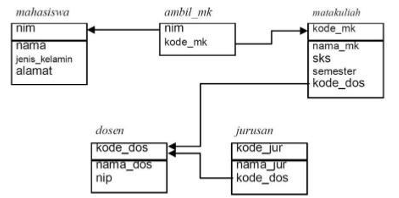 mahasiswa
nim
nama
jenis_kelamin
alamat
ambil_mk
nim
kode_mk
matakuliah
kode_mk
nama_mk
sks
semester
kode_dos
dosen
kode_dos
nama_dos
nip
jurusan
kode_jur
nama_jur
kode_dos